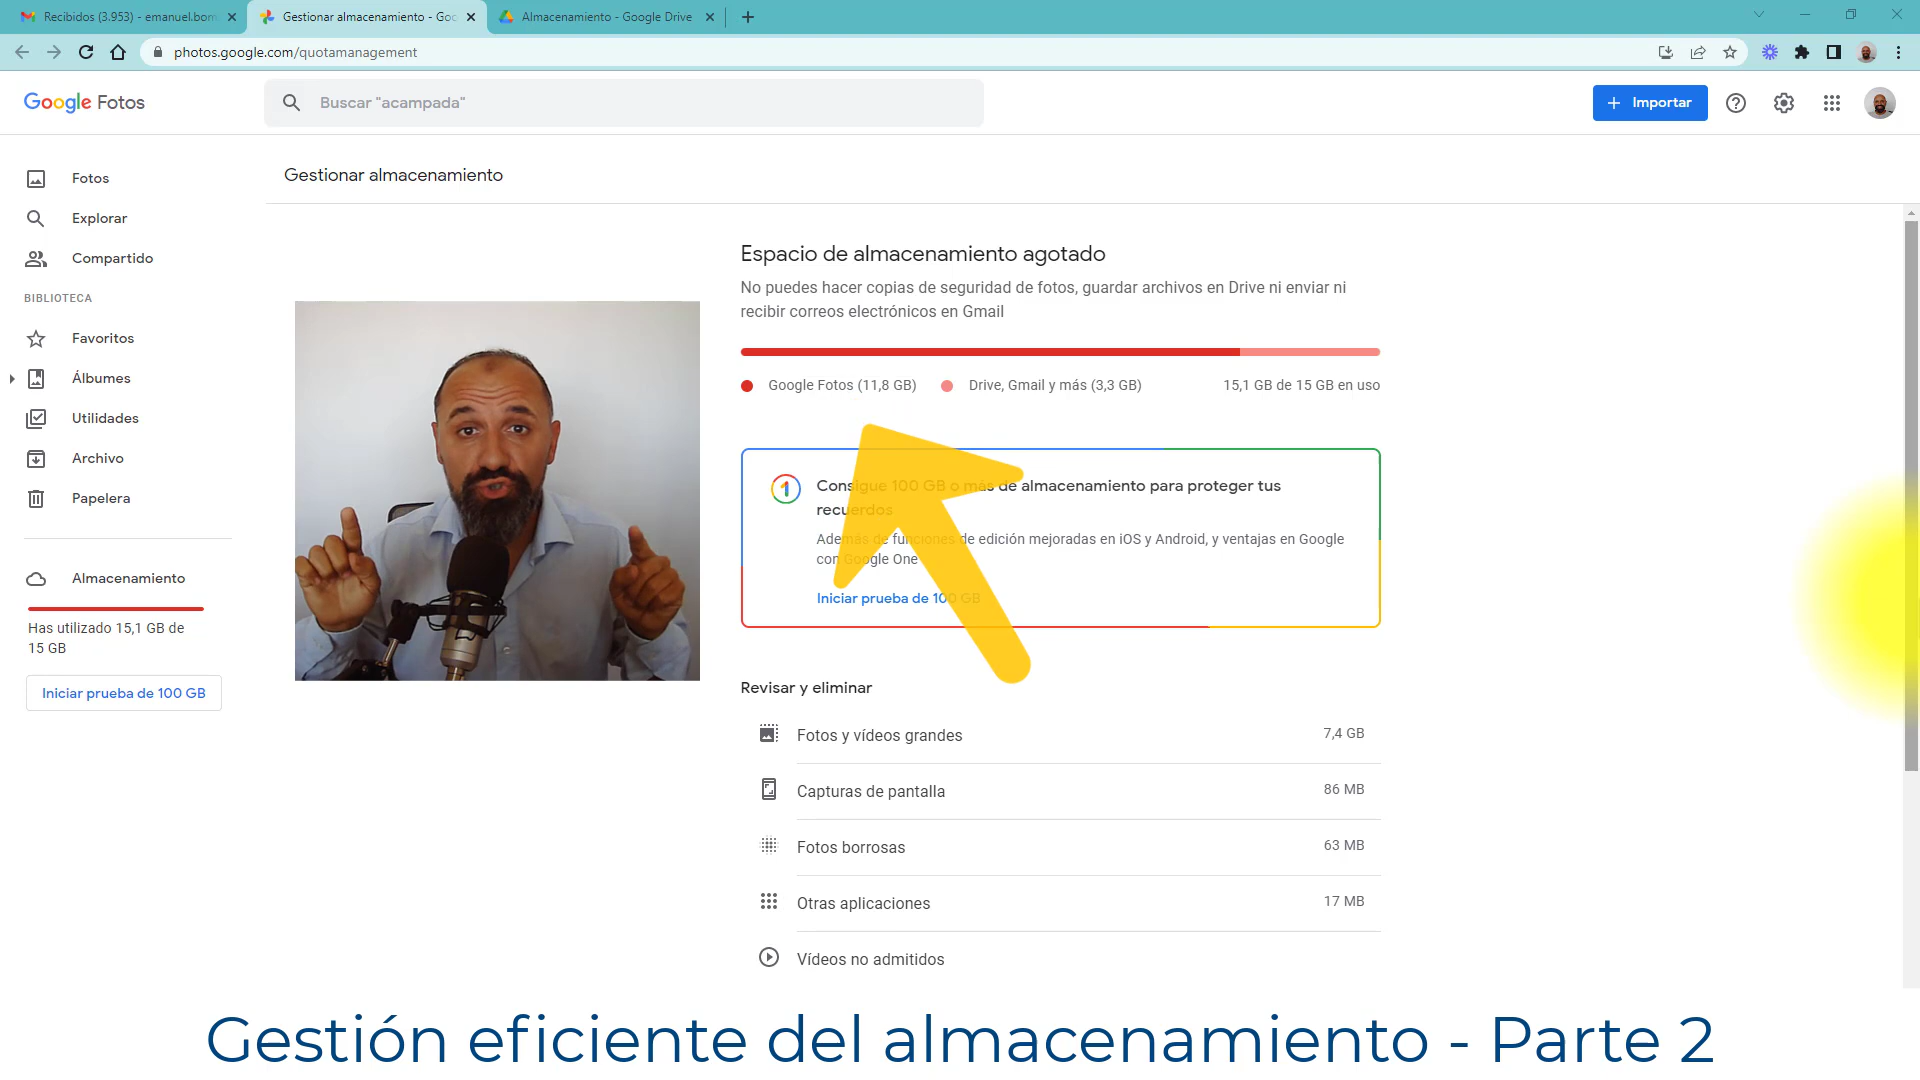 Recibidos (3.953) - emanuel.bom
Gestionar almacenamiento - Goo
Almacenamiento - Google Drive
photos.google.com/quotamanagement
Google Fotos
Buscar "acampada"
Importar
Fotos
Explorar
Compartido
BIBLIOTECA
Favoritos
Álbumes
Utilidades
Archivo
Papelera
Almacenamiento
Has utilizado 15,1 GB de
15 GB
Iniciar prueba de 100 GB
Gestionar almacenamiento
Espacio de almacenamiento agotado
No puedes hacer copias de seguridad de fotos, guardar archivos en Drive ni enviar ni
recibir correos electrónicos en Gmail
Google Fotos (11,8 GB) Drive, Gmail y más (3,3 GB) 15,1 GB de 15 GB en uso
Consigue 100 GB o más de almacenamiento para proteger tus
recuerdos
Además de funciones de edición mejoradas en iOS y Android, y ventajas en Google
con Google One
Iniciar prueba de 100 GB
Revisar y eliminar
Fotos y vídeos grandes 7,4 GB
Capturas de pantalla 86 MB
Fotos borrosas 63 MB
Otras aplicaciones 17 MB
Vídeos no admitidos
Gestión eficiente del almacenamiento - Parte 2